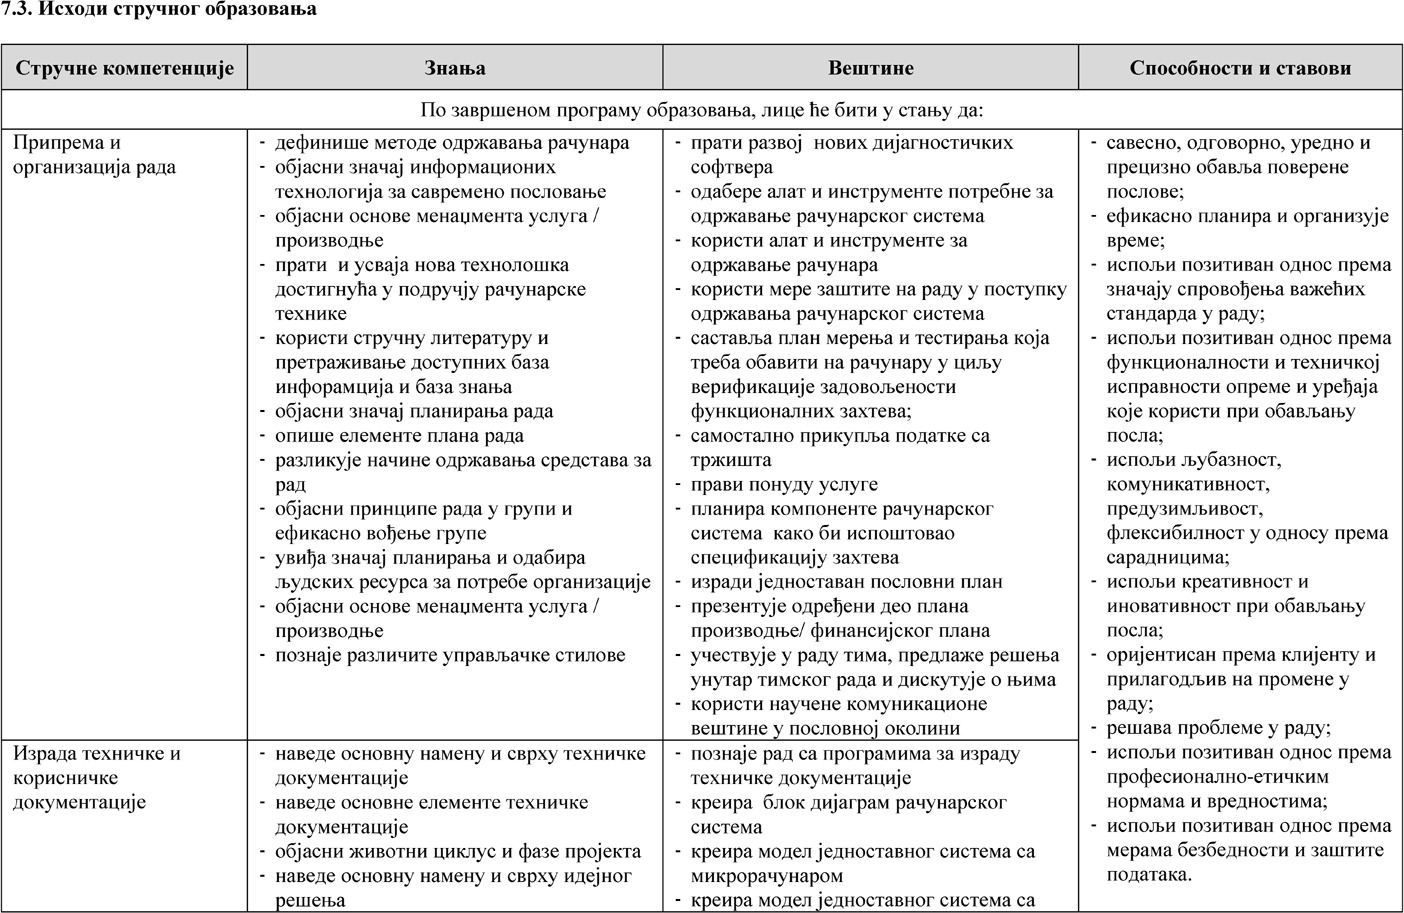 7.3. Исходи стручног образовања
Стручне компетенције
Знања
Вештине
Способности и ставови
По завршеном програму образовања, лице ће бити у стању да:
Припрема и
организација рада
- дефинише методе одржавања рачунара
- објасни значај информационих
технологија за савремено пословање
- објасни основе менаџмента услуга /
производње
- прати  и усваја нова технолошка
достигнућа у подручју рачунарске
технике
- користи стручну литературу и
претраживање доступних база
инфорамција и база знања
- објасни значај планирања рада
- опише елементе плана рада
- разликује начине одржавања средстава за
рад
- објасни принципе рада у групи и
ефикасно вођење групе
- увиђа значај планирања и одабира
људских ресурса за потребе организације
- објасни основе менаџмента услуга /
производње
- познаје различите управљачке стилове
- прати развој  нових дијагностичких
софтвера
- одабере алат и инструменте потребне за
одржавање рачунарског система
- користи алат и инструменте за
одржавање рачунара
- користи мере заштите на раду у поступку
одржавања рачунарског система
- саставља план мерења и тестирања која
треба обавити на рачунару у циљу
верификације задовољености
функционалних захтева;
- самостално прикупља податке са
тржишта
- прави понуду услуге
- планира компоненте рачунарског
система  како би испоштовао
спецификацију захтева
- изради једноставан пословни план
- презентује одређени део плана
производње/ финансијског плана
- учествује у раду тима, предлаже решења
унутар тимског рада и дискутује о њима
- користи научене комуникационе
вештине у пословној околини
- савесно, одговорно, уредно и
прецизно обавља поверене
послове;
- ефикасно планира и организује
време;
- испољи позитиван однос према
значају спровођења важећих
стандарда у раду;
- испољи позитиван однос према
функционалности и техничкој
исправности опреме и уређаја
које користи при обављању
посла;
- испољи љубазност,
комуникативност,
предузимљивост,
флексибилност у односу према
сарадницима;
- испољи креативност и
иновативност при обављању
посла;
- оријентисан према клијенту и
прилагодљив на промене у
раду;
- решава проблеме у раду;
- испољи позитиван однос према
професионално-етичким
нормама и вредностима;
- испољи позитиван однос према
мерама безбедности и заштите
података.
Израда техничке и
корисничке
документације
- наведе основну намену и сврху техничке
документације
- наведе основне елементе техничке
документације
- објасни животни циклус и фазе пројекта
- наведе основну намену и сврху идејног
решења
- познаје рад са програмима за израду
техничке документације
- креира  блок дијаграм рачунарског
система
- креира модел једноставног система са
микрорачунаром
- креира модел једноставног система са